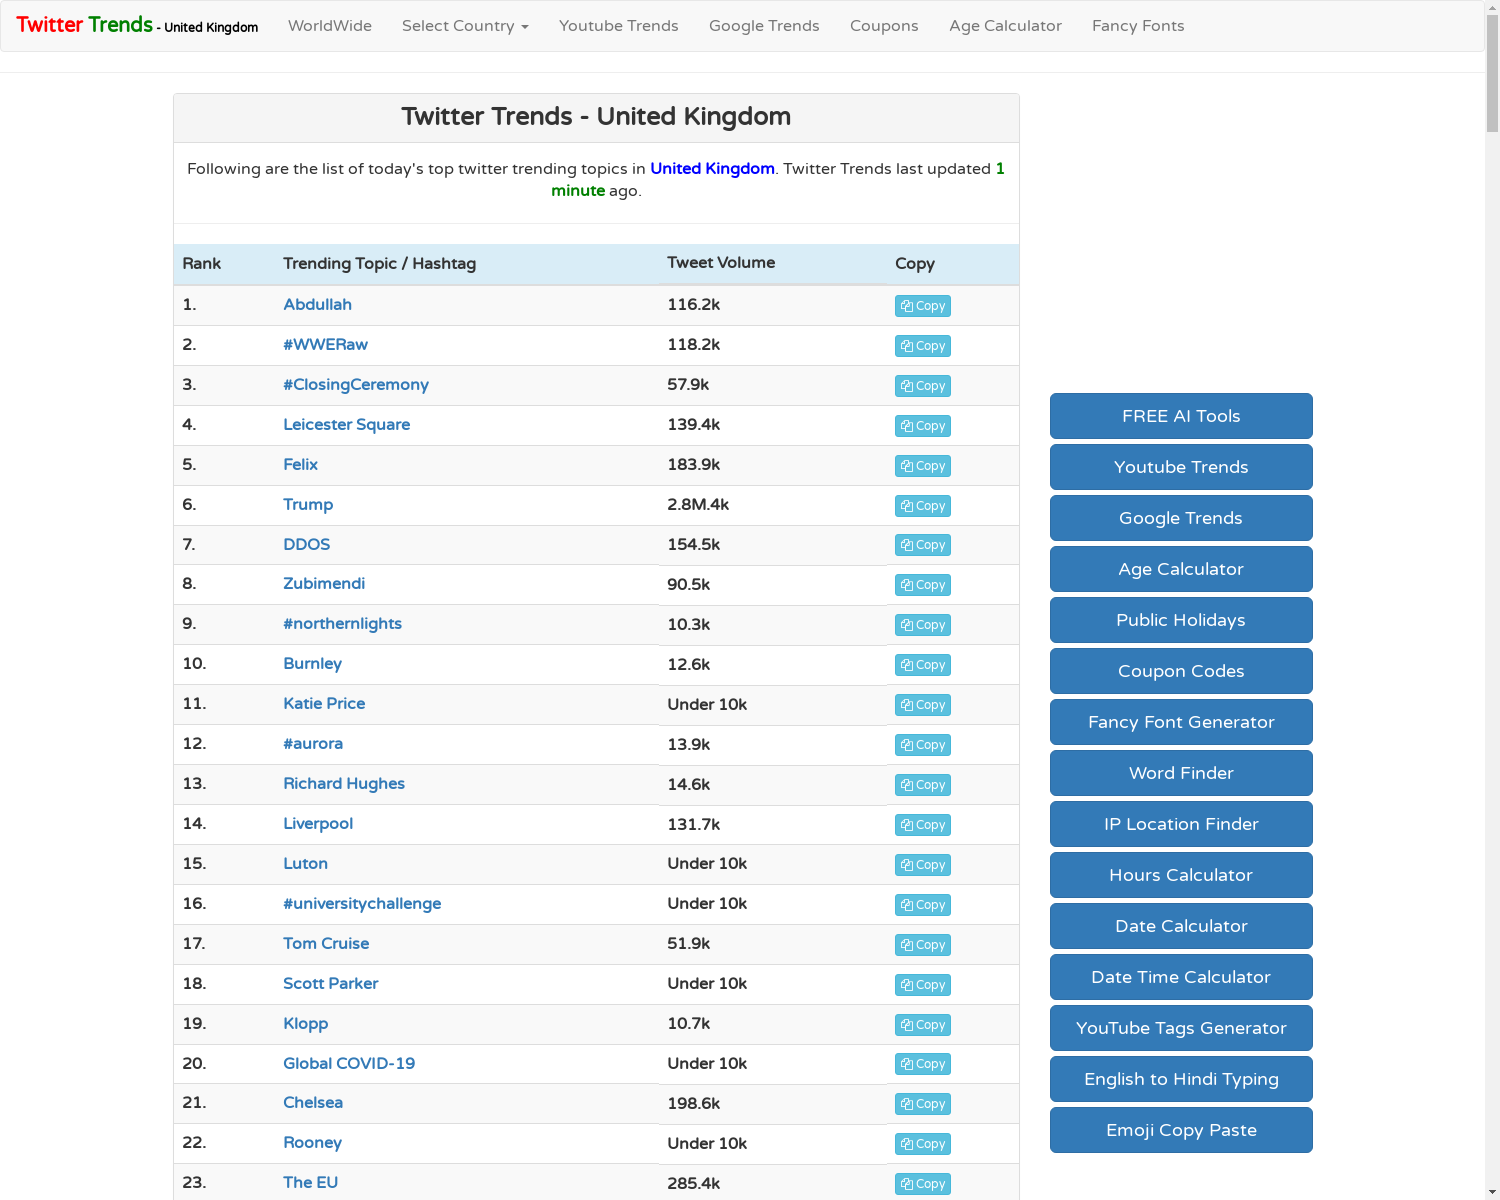 Twitter Trends - United Kingdom WorldWide Select Country Youtube Trends Google Trends Coupons Age Calculator Fancy Fonts
Twitter Trends - United Kingdom
Following are the list of today's top twitter trending topics in United Kingdom. Twitter Trends last updated 1
minute ago.
Rank Trending Topic / Hashtag Tweet Volume Copy
1. Abdullah 116.2k Copy
2. #WWERaw 118.2k Copy
3. #ClosingCeremony 57.9k Copy
4. Leicester Square 139.4k Copy
5. Felix 183.9k Copy
6. Trump 2.8M.4k Copy
7. DDOS 154.5k Copy
8. Zubimendi 90.5k Copy
9. #northernlights 10.3k Copy
10. Burnley 12.6k Copy
11. Katie Price Under 10k Copy
12. #aurora 13.9k Copy
13. Richard Hughes 14.6k Copy
14. Liverpool 131.7k Copy
15. Luton Under 10k Copy
16. #universitychallenge Under 10k Copy
17. Tom Cruise 51.9k Copy
18. Scott Parker Under 10k Copy
19. Klopp 10.7k Copy
20. Global COVID-19 Under 10k Copy
21. Chelsea 198.6k Copy
22. Rooney Under 10k Copy
23. The EU 285.4k Copy
FREE AI Tools
Youtube Trends
Google Trends
Age Calculator
Public Holidays
Coupon Codes
Fancy Font Generator
Word Finder
IP Location Finder
Hours Calculator
Date Calculator
Date Time Calculator
YouTube Tags Generator
English to Hindi Typing
Emoji Copy Paste